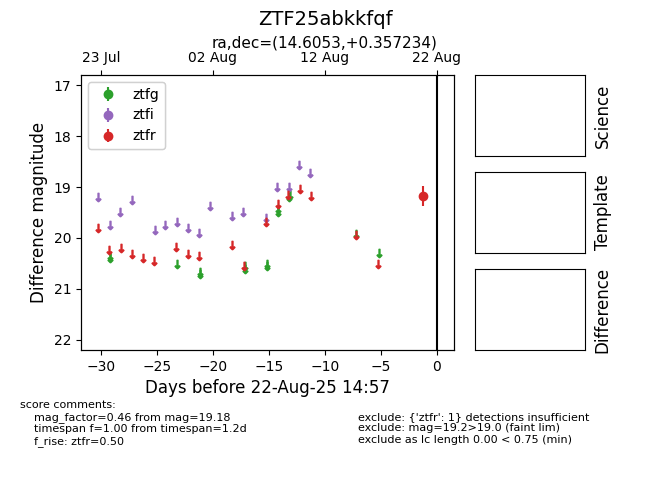 ZTF25abkkfqf
ra,dec=(14.6053,+0.357234)
23 Jul 02 Aug 12 Aug 22 Aug
ztfg
ztfi
ztfr
17
18
19
20
21
22
Difference magnitude
−30 −25 −20 −15 −10 −5 0
Days before 22-Aug-25 14:57
Science
Template
Difference
score comments:
mag_factor=0.46 from mag=19.18
timespan f=1.00 from timespan=1.2d
f_rise: ztfr=0.50
exclude: {'ztfr': 1} detections insufficient
exclude: mag=19.2>19.0 (faint lim)
exclude as lc length 0.00 < 0.75 (min)